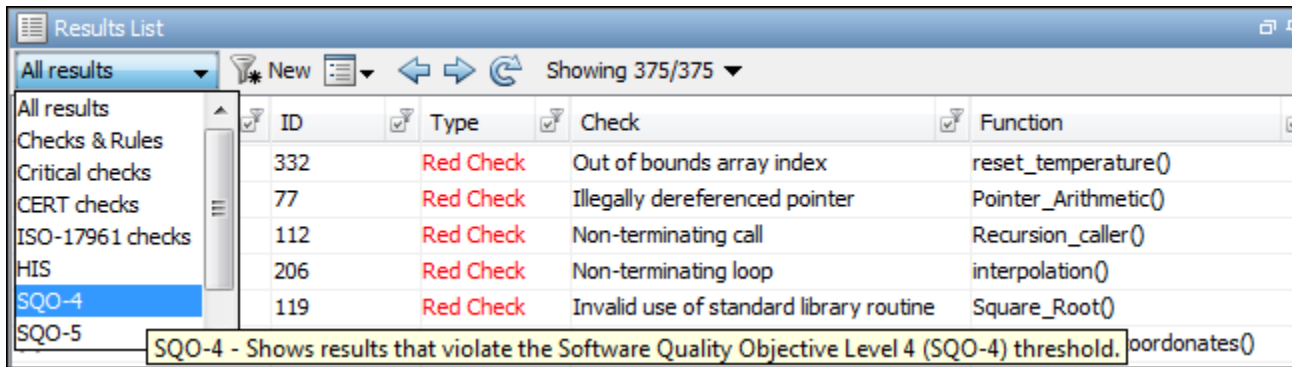 Results List
All results New Showing 375/375
All results
Checks & Rules
Critical checks
CERT checks
ISO-17961 checks
HIS
SQO-4
SQO-5
ID Type Check Function
332 Red Check Out of bounds array index reset_temperature()
77 Red Check Illegally dereferenced pointer Pointer_Arithmetic()
112 Red Check Non-terminating call Recursion_caller()
206 Red Check Non-terminating loop interpolation()
119 Red Check Invalid use of standard library routine Square_Root()
SQO-4 - Shows results that violate the Software Quality Objective Level 4 (SQO-4) threshold.
oordonates()